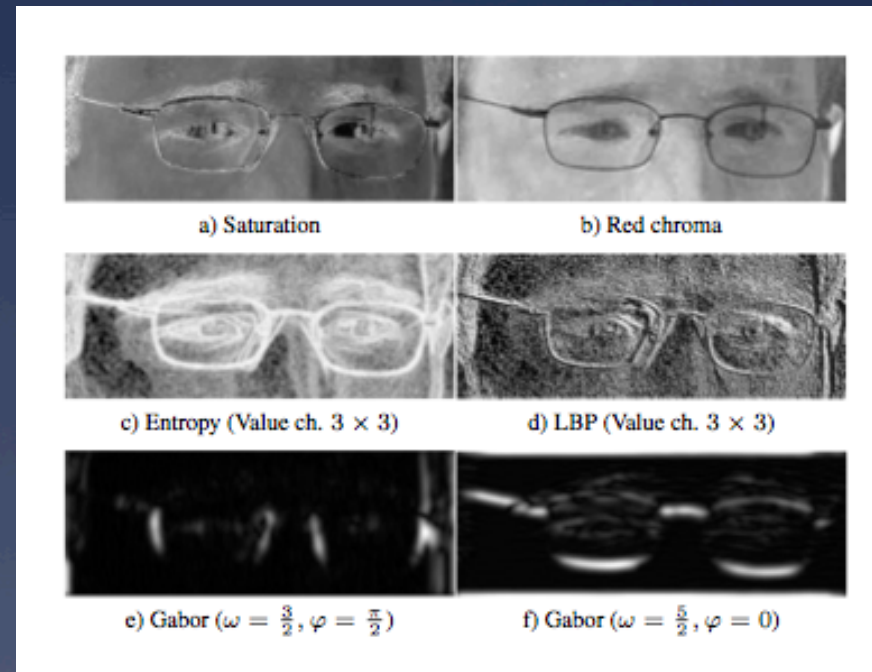 a) Saturation
b) Red chroma
c) Entropy (Value ch. 3 × 3)
d) LBP (Value ch. 3 × 3)
e) Gabor (ω = 3/2, φ = π/2)
f) Gabor (ω = 5/2, φ = 0)